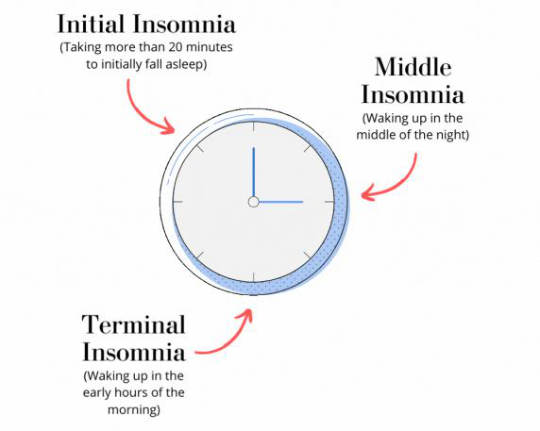 Initial Insomnia
(Taking more than 20 minutes
to initially fall asleep)
Middle
Insomnia
(Waking up in the
middle of the night)
Terminal
Insomnia
(Waking up in the
early hours of the
morning)